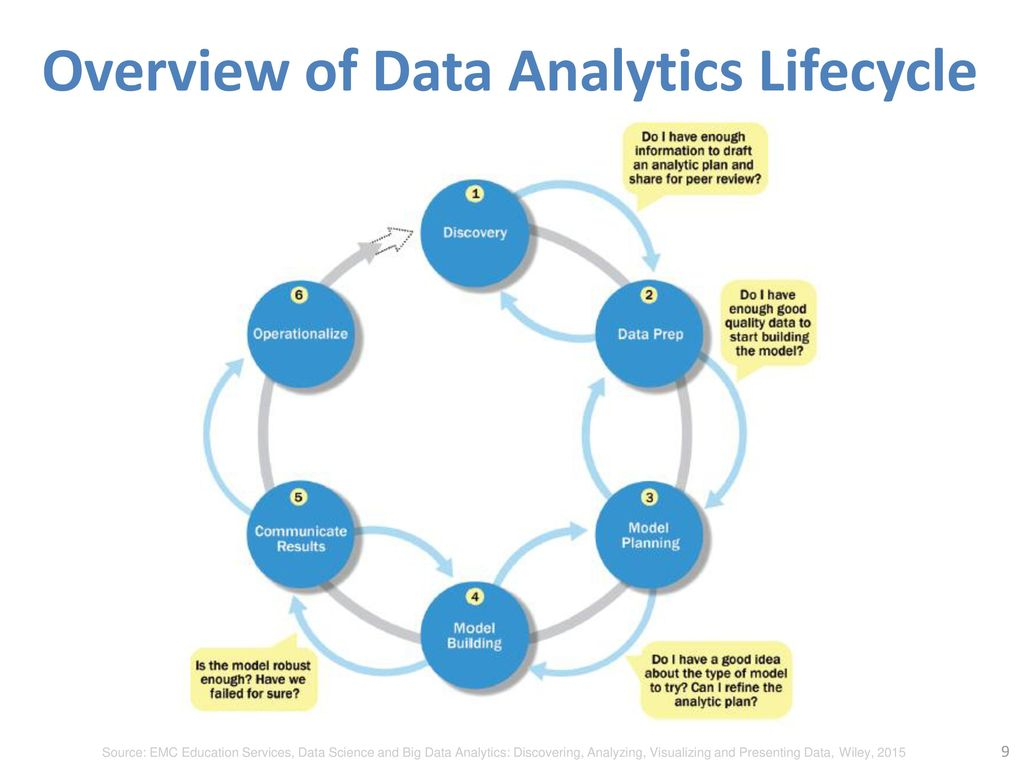 Overview of Data Analytics Lifecycle
Do I have enough
information to draft
an analytic plan and
share for peer review?
1
Discovery
2
Data Prep
Do I have
enough good
quality data to
start building
the model?
6
Operationalize
3
Model
Planning
5
Communicate
Results
4
Model
Building
Is the model robust
enough? Have we
failed for sure?
Do I have a good idea
about the type of model
to try? Can I refine the
analytic plan?
Source: EMC Education Services, Data Science and Big Data Analytics: Discovering, Analyzing, Visualizing and Presenting Data, Wiley, 2015
9